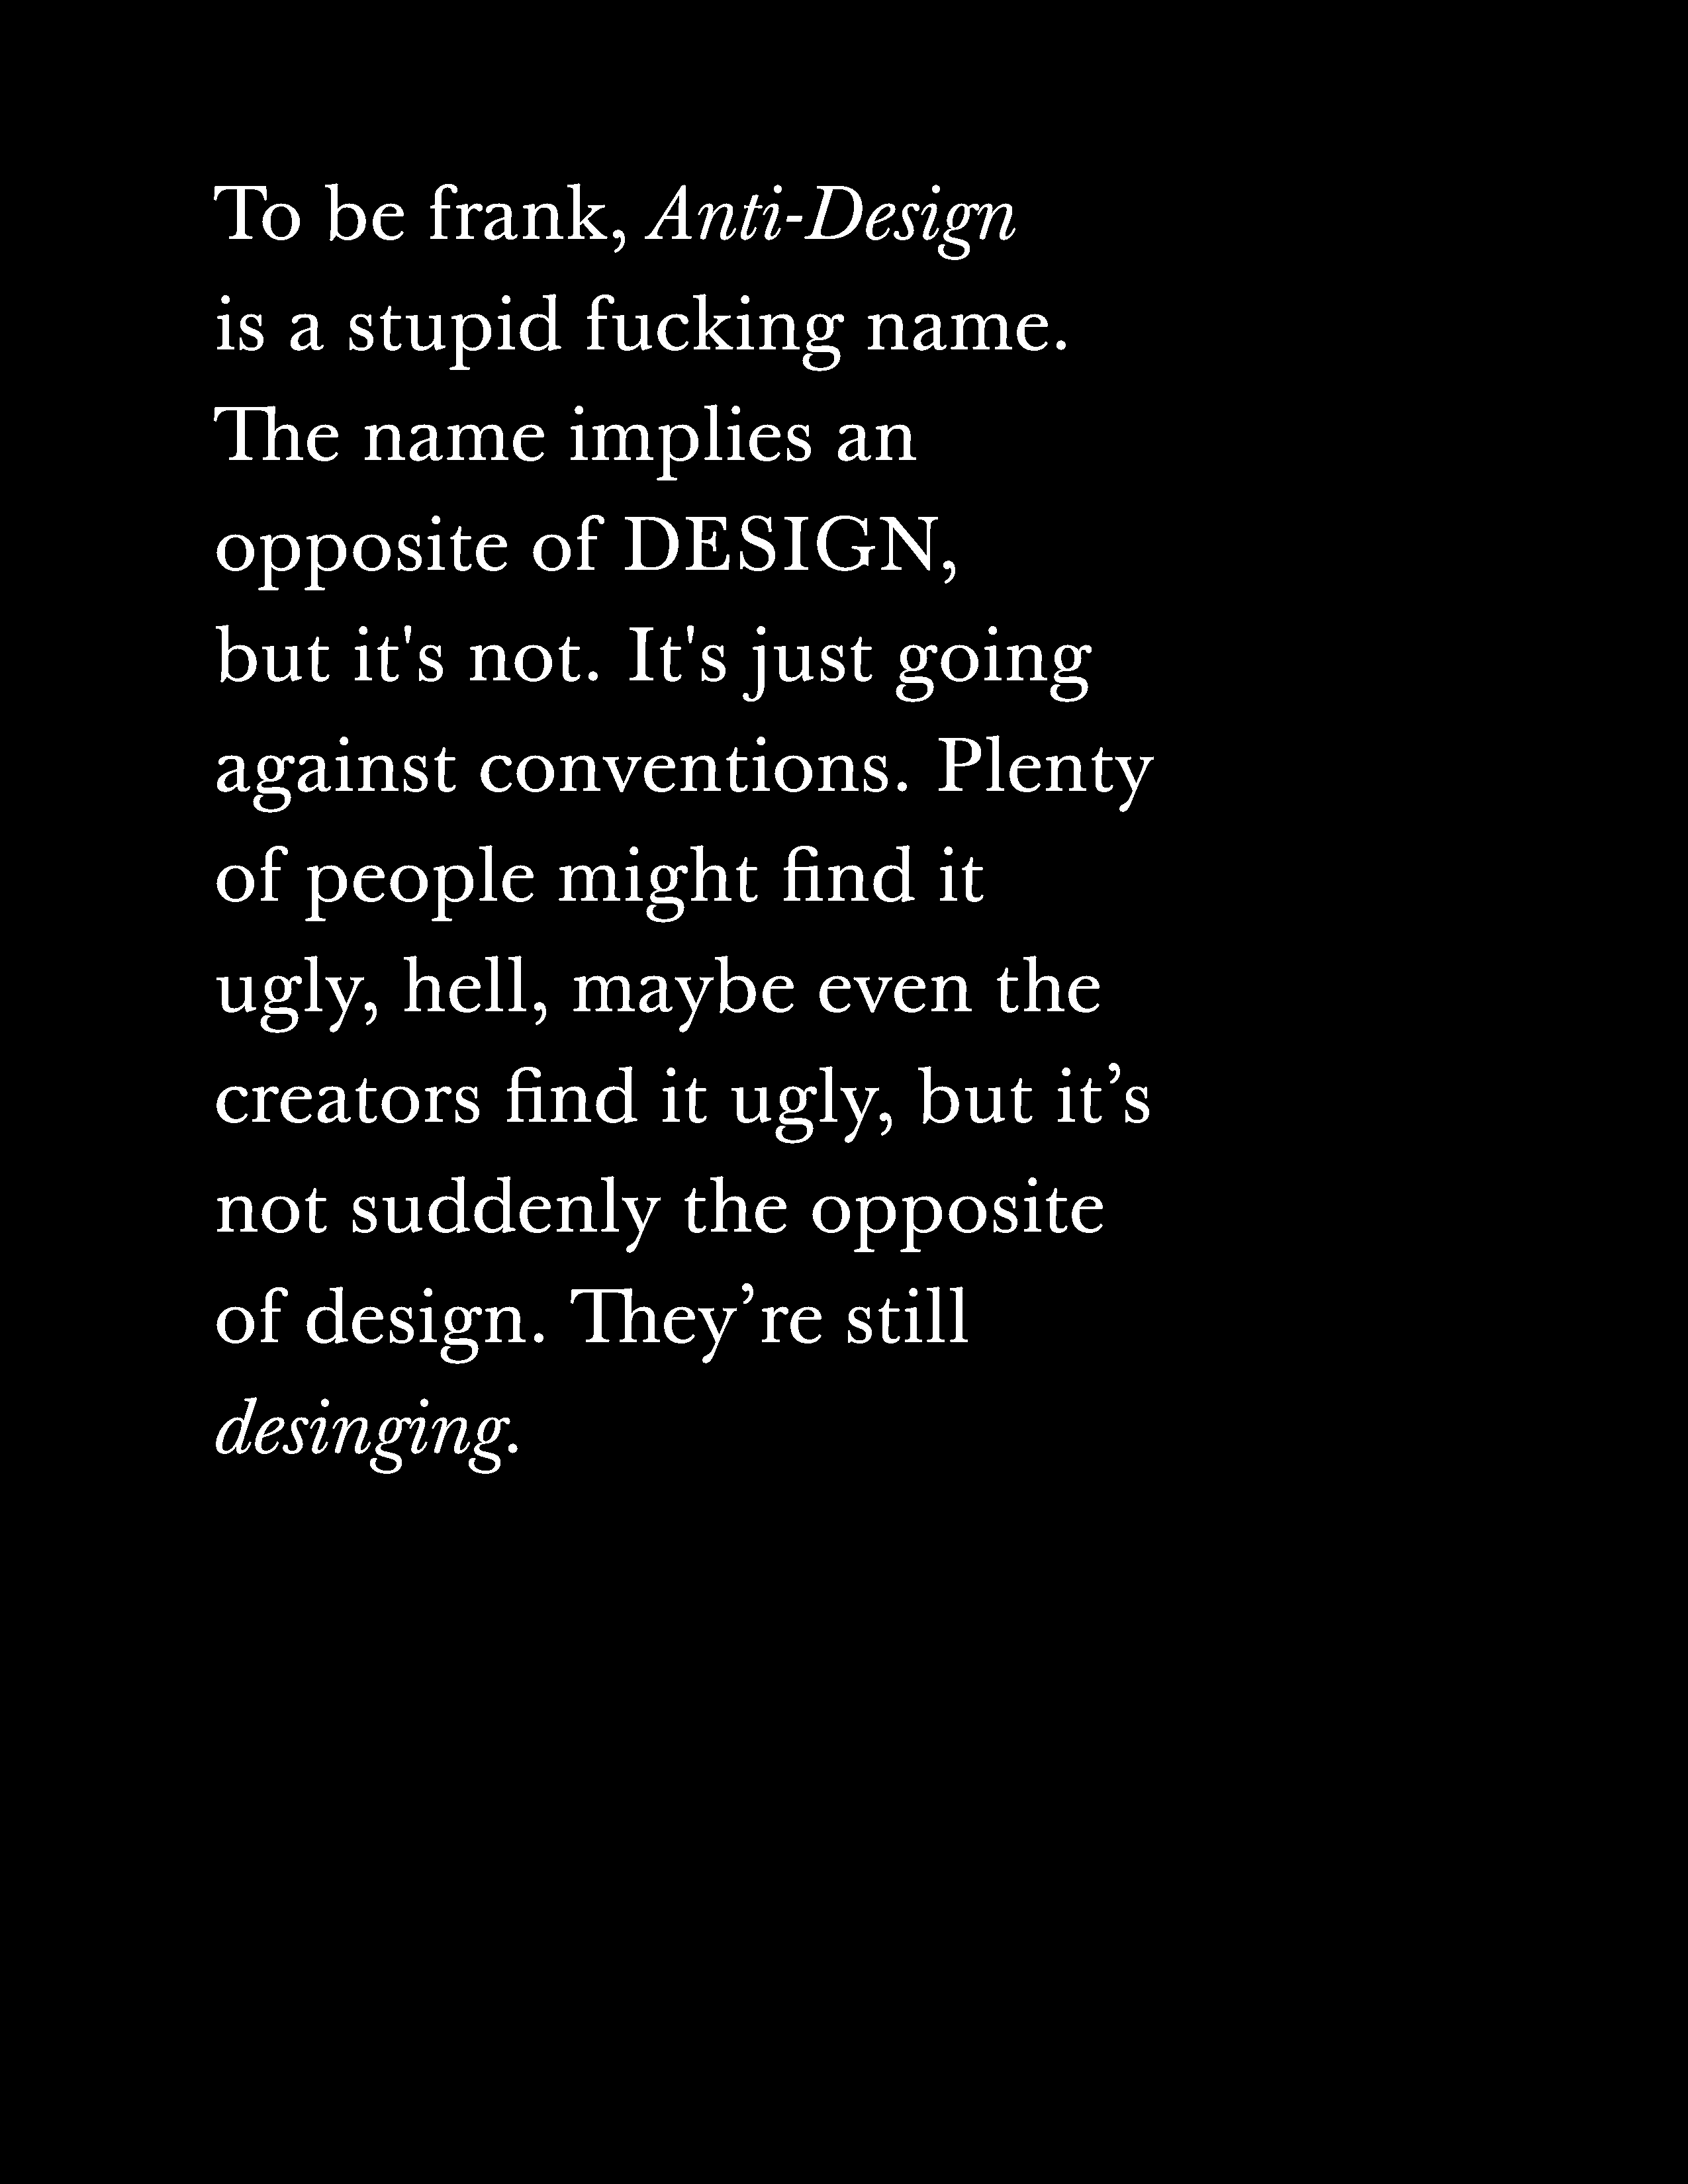 To be frank, Anti-Design
is a stupid fucking name.
The name implies an
opposite of DESIGN,
but it's not. It's just going
against conventions. Plenty
of people might find it
ugly, hell, maybe even the
creators find it ugly, but it’s
not suddenly the opposite
of design. They’re still
desinging.